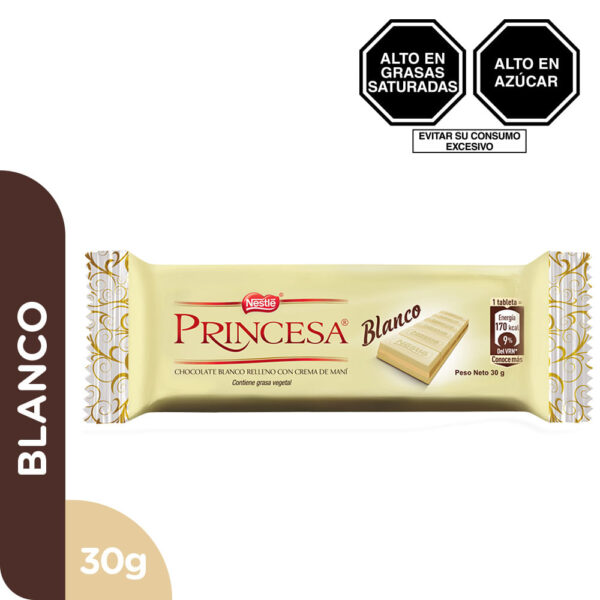 ALTO EN
GRASAS
SATURADAS
ALTO EN
AZÚCAR
EVITAR SU CONSUMO
EXCESIVO
BLANCO
Nestlé
PRINCESA®
Blanco
CHOCOLATE BLANCO RELLENO CON CREMA DE MANÍ
Contiene grasa vegetal
1 tableta =
Energía
170 kcal
9%
Del VRN*
Conoce más
Peso Neto 30 g
30g